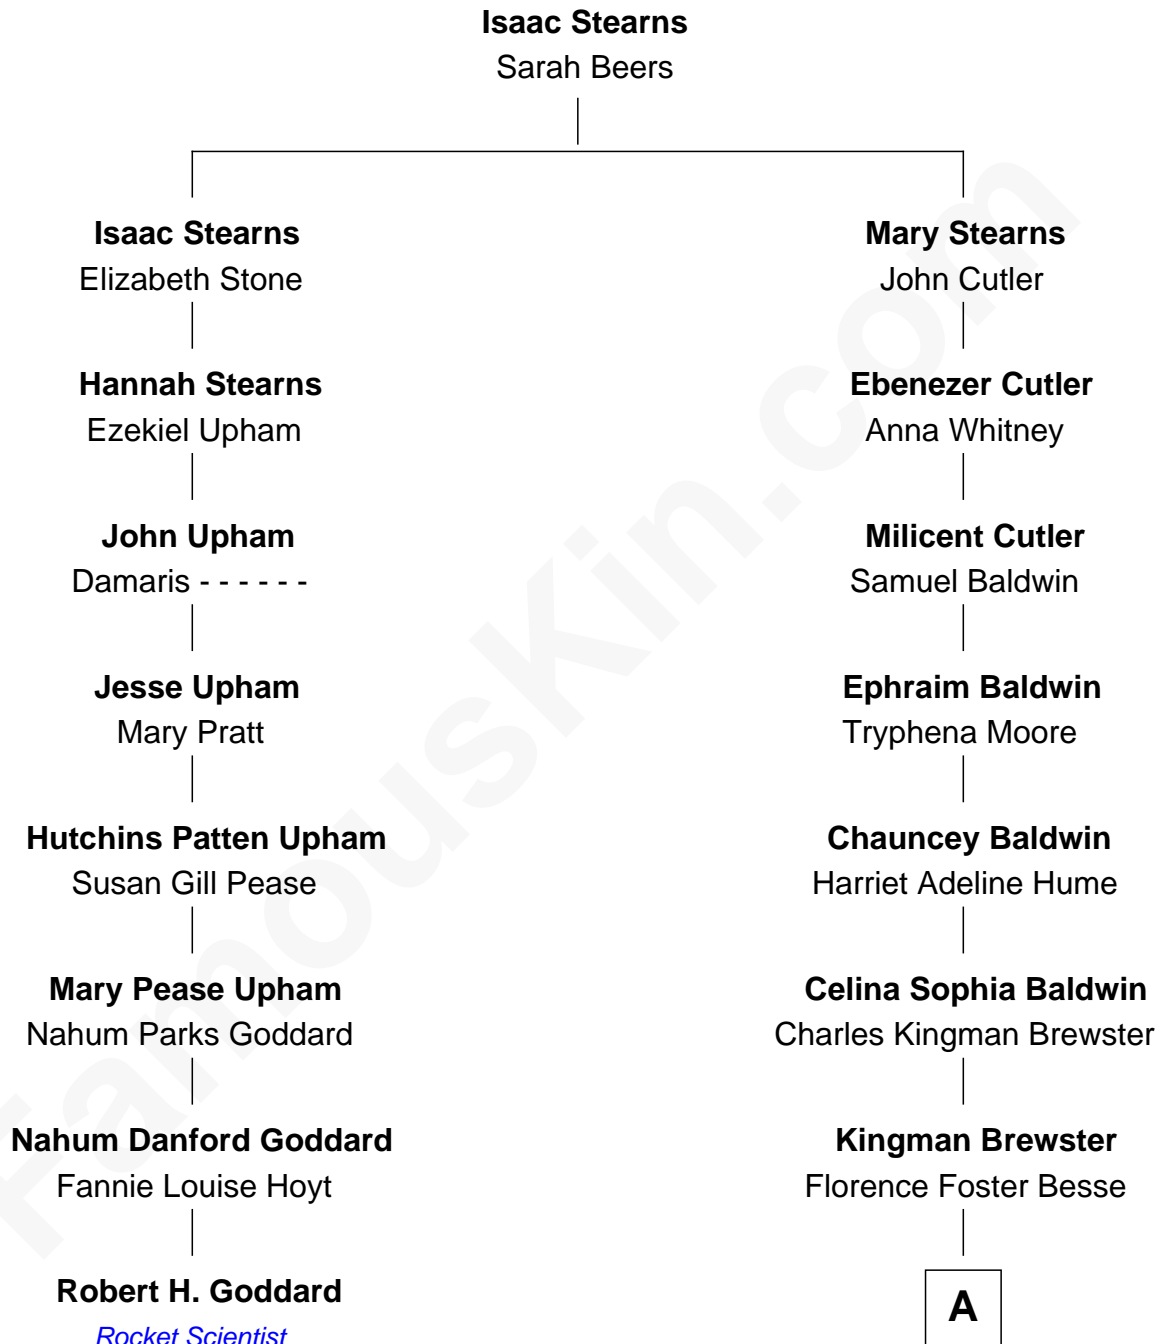 Isaac Stearns
Sarah Beers
Isaac Stearns
Elizabeth Stone
Mary Stearns
John Cutler
Hannah Stearns
Ezekiel Upham
Ebenezer Cutler
Anna Whitney
John Upham
Damaris - - - - - -
Milicent Cutler
Samuel Baldwin
Jesse Upham
Mary Pratt
Ephraim Baldwin
Tryphena Moore
Hutchins Patten Upham
Susan Gill Pease
Chauncey Baldwin
Harriet Adeline Hume
Mary Pease Upham
Nahum Parks Goddard
Celina Sophia Baldwin
Charles Kingman Brewster
Nahum Danford Goddard
Fannie Louise Hoyt
Kingman Brewster
Florence Foster Besse
Robert H. Goddard
Rocket Scientist
A
FamousKin.com